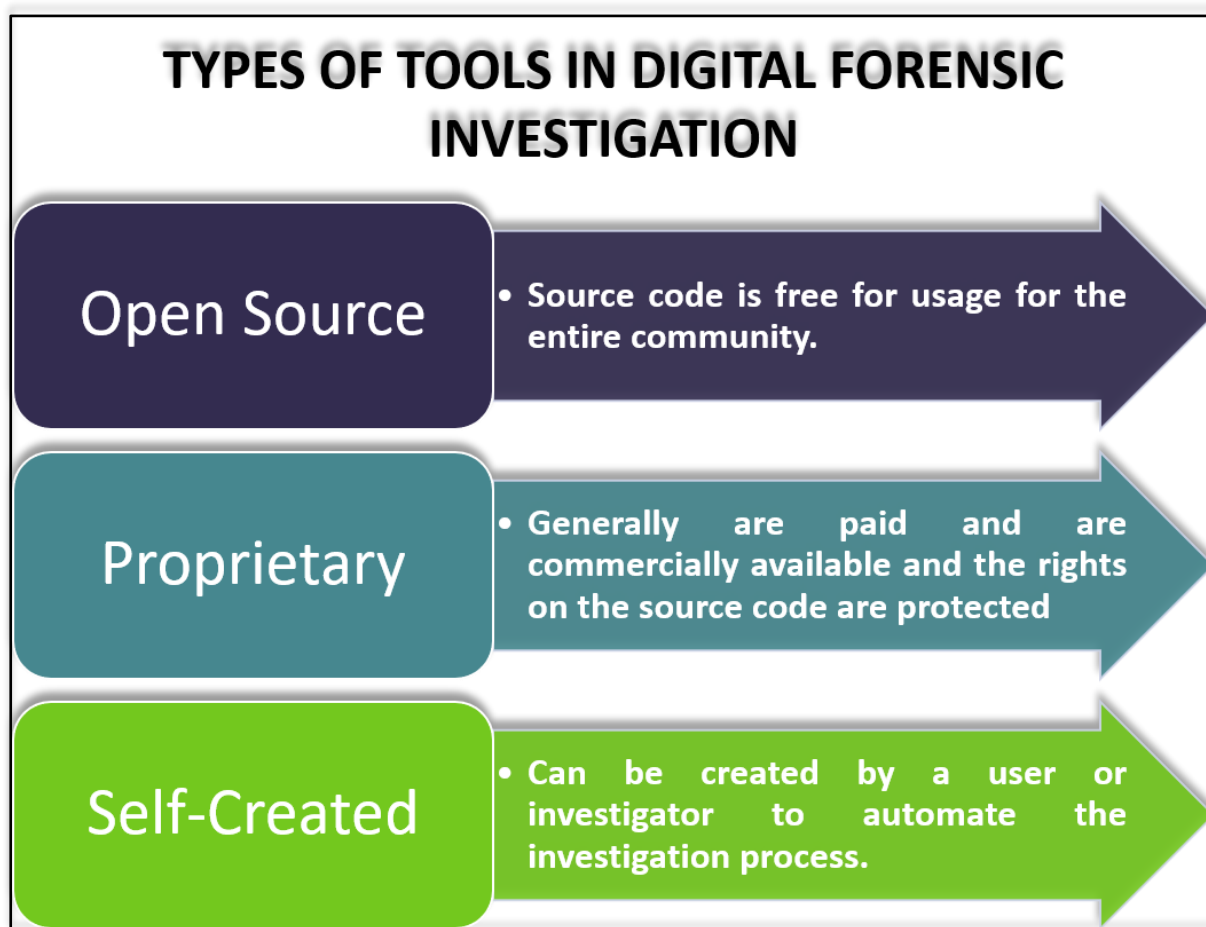 TYPES OF TOOLS IN DIGITAL FORENSIC
INVESTIGATION
Open Source
• Source code is free for usage for the
entire community.
Proprietary
• Generally are paid and are
commercially available and the rights
on the source code are protected
Self-Created
• Can be created by a user or
investigator to automate the
investigation process.